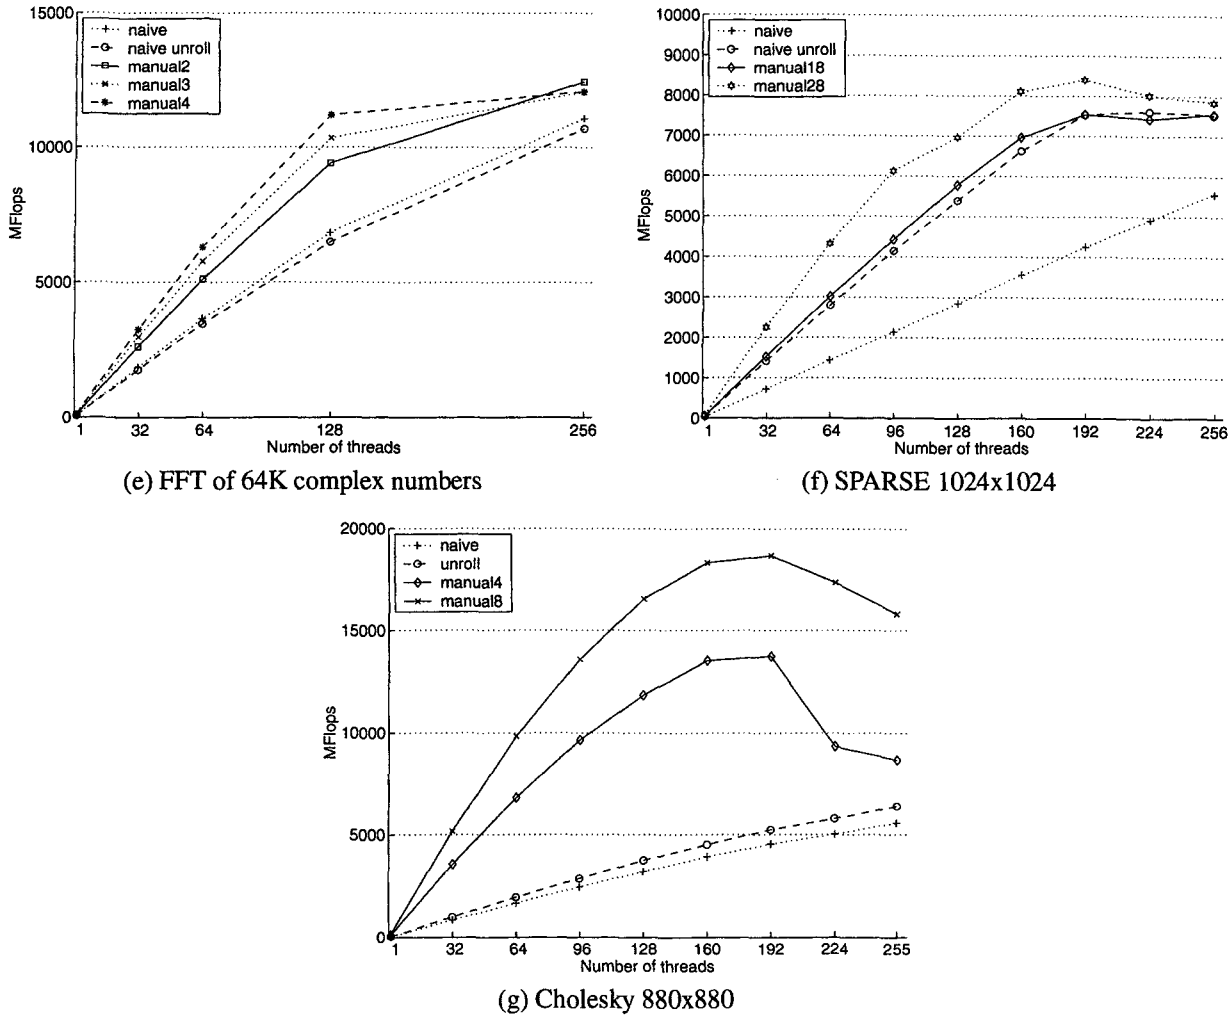 15000
naive
naive unroll
manual2
manual3
manual4
10000
MFlops
5000
0
1 32 64 128 256
Number of threads
(e) FFT of 64K complex numbers
10000
naive
naive unroll
manual18
manual28
9000
8000
7000
6000
MFlops
5000
4000
3000
2000
1000
0
1 32 64 96 128 160 192 224 256
Number of threads
(f) SPARSE 1024x1024
20000
naive
unroll
manual4
manual8
15000
MFlops
10000
5000
0
1 32 64 96 128 160 192 224 255
Number of threads
(g) Cholesky 880x880